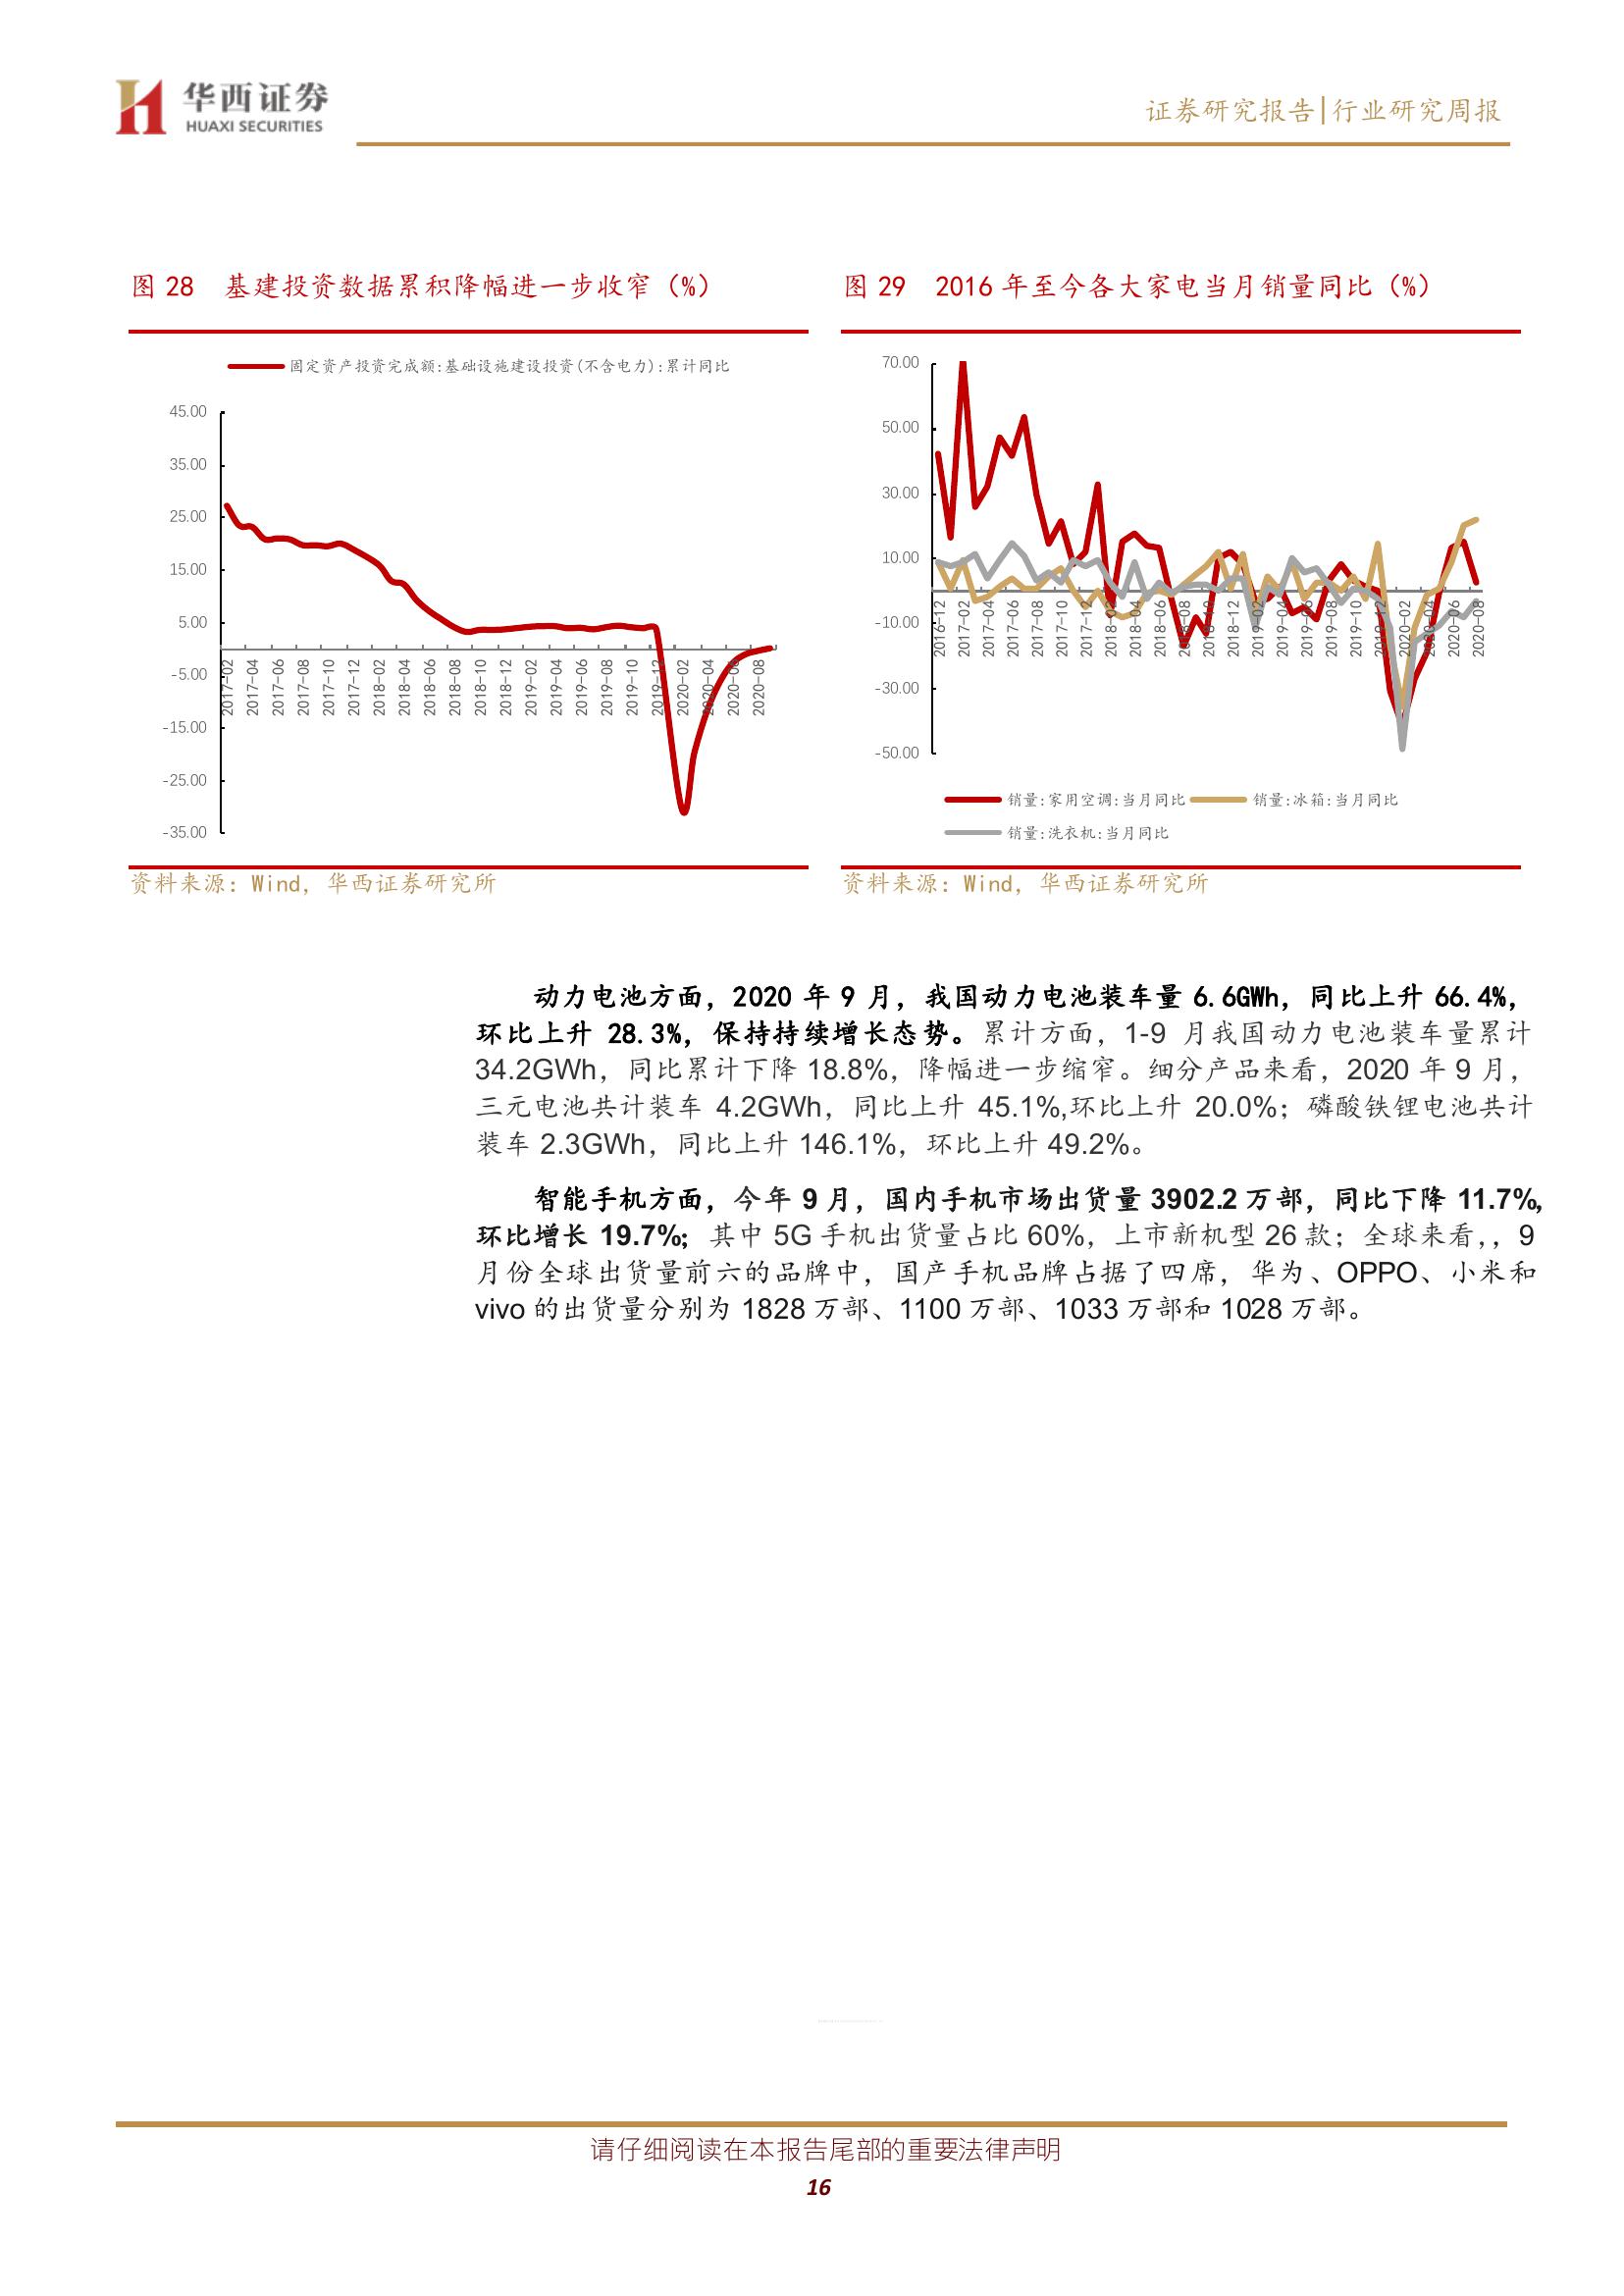 华西证券
HUAXI SECURITIES
证券研究报告|行业研究周报
图 28 基建投资数据累积降幅进一步收窄（%）
固定资产投资完成额:基础设施建设投资(不含电力):累计同比
45.00
35.00
25.00
15.00
5.00
-5.00
-15.00
-25.00
-35.00
2017-02
2017-04
2017-06
2017-08
2017-10
2017-12
2018-02
2018-04
2018-06
2018-08
2018-10
2018-12
2019-02
2019-04
2019-06
2019-08
2019-10
2019-12
2020-02
2020-04
2020-06
2020-08
资料来源：Wind，华西证券研究所
图 29 2016 年至今各大家电当月销量同比（%）
70.00
50.00
30.00
10.00
-10.00
-30.00
-50.00
2016-12
2017-02
2017-04
2017-06
2017-08
2017-10
2017-12
2018-02
2018-04
2018-06
2018-08
2018-10
2018-12
2019-02
2019-04
2019-06
2019-08
2019-10
2019-12
2020-02
2020-04
2020-06
2020-08
销量:家用空调:当月同比
销量:冰箱:当月同比
销量:洗衣机:当月同比
资料来源：Wind，华西证券研究所
动力电池方面，2020 年 9 月，我国动力电池装车量 6.6GWh，同比上升 66.4%，
环比上升 28.3%，保持持续增长态势。累计方面，1-9 月我国动力电池装车量累计
34.2GWh，同比累计下降 18.8%，降幅进一步缩窄。细分产品来看，2020 年 9 月，
三元电池共计装车 4.2GWh，同比上升 45.1%,环比上升 20.0%；磷酸铁锂电池共计
装车 2.3GWh，同比上升 146.1%，环比上升 49.2%。
智能手机方面，今年 9 月，国内手机市场出货量 3902.2 万部，同比下降 11.7%，
环比增长 19.7%；其中 5G 手机出货量占比 60%，上市新机型 26 款；全球来看，，9
月份全球出货量前六的品牌中，国产手机品牌占据了四席，华为、OPPO、小米和
vivo 的出货量分别为 1828 万部、1100 万部、1033 万部和 1028 万部。
请仔细阅读在本报告尾部的重要法律声明
16